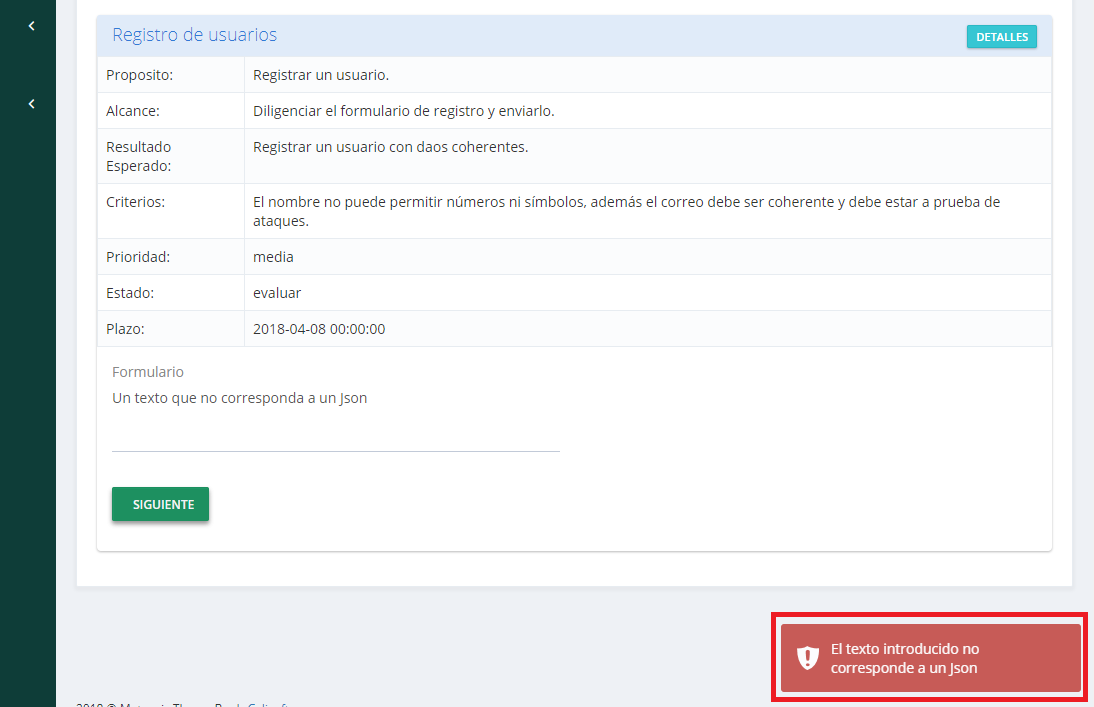 Registro de usuarios
DETALLES
Proposito:
Registrar un usuario.
Alcance:
Diligenciar el formulario de registro y enviarlo.
Resultado
Esperado:
Registrar un usuario con daos coherentes.
Criterios:
El nombre no puede permitir números ni símbolos, además el correo debe ser coherente y debe estar a prueba de
ataques.
Prioridad:
media
Estado:
evaluar
Plazo:
2018-04-08 00:00:00
Formulario
Un texto que no corresponda a un Json
SIGUIENTE
El texto introducido no
corresponde a un Json
2018 ©